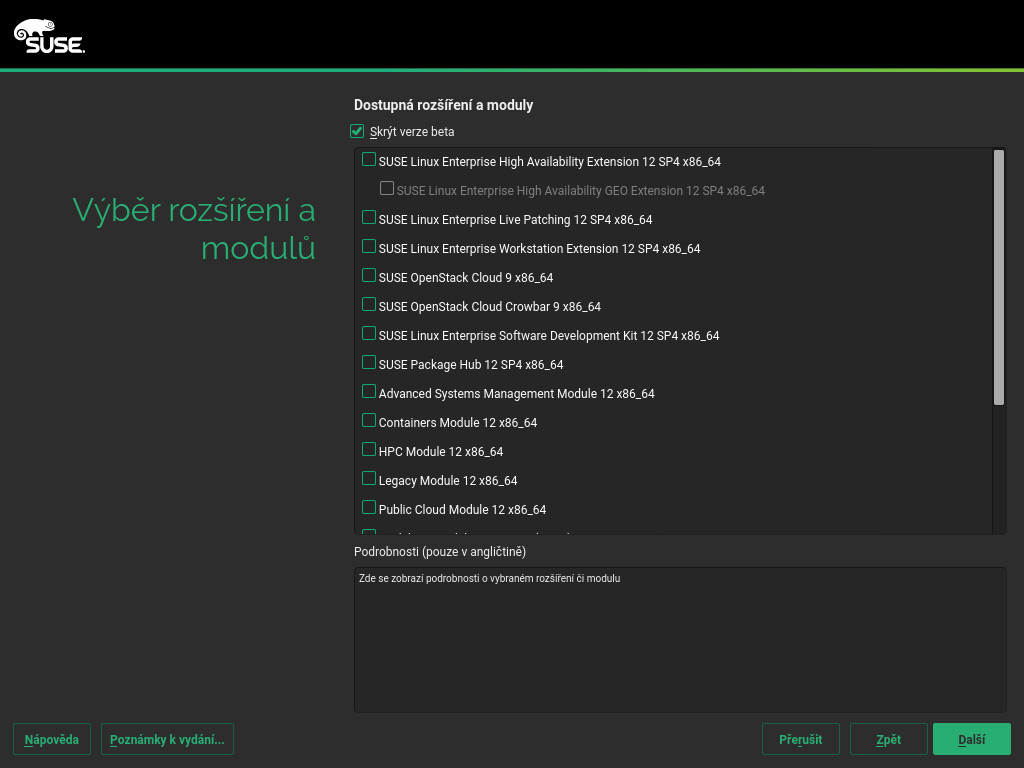 SUSE.
Dostupná rozšíření a moduly
Skrýt verze beta
Výběr rozšíření a
modulů
SUSE Linux Enterprise High Availability Extension 12 SP4 x86_64
SUSE Linux Enterprise High Availability GEO Extension 12 SP4 x86_64
SUSE Linux Enterprise Live Patching 12 SP4 x86_64
SUSE Linux Enterprise Workstation Extension 12 SP4 x86_64
SUSE OpenStack Cloud 9 x86_64
SUSE OpenStack Cloud Crowbar 9 x86_64
SUSE Linux Enterprise Software Development Kit 12 SP4 x86_64
SUSE Package Hub 12 SP4 x86_64
Advanced Systems Management Module 12 x86_64
Containers Module 12 x86_64
HPC Module 12 x86_64
Legacy Module 12 x86_64
Public Cloud Module 12 x86_64
Podrobnosti (pouze v angličtině)
Zde se zobrazí podrobnosti o vybraném rozšíření či modulu
Nápověda
Poznámky k vydání...
Přerušit
Zpět
Další